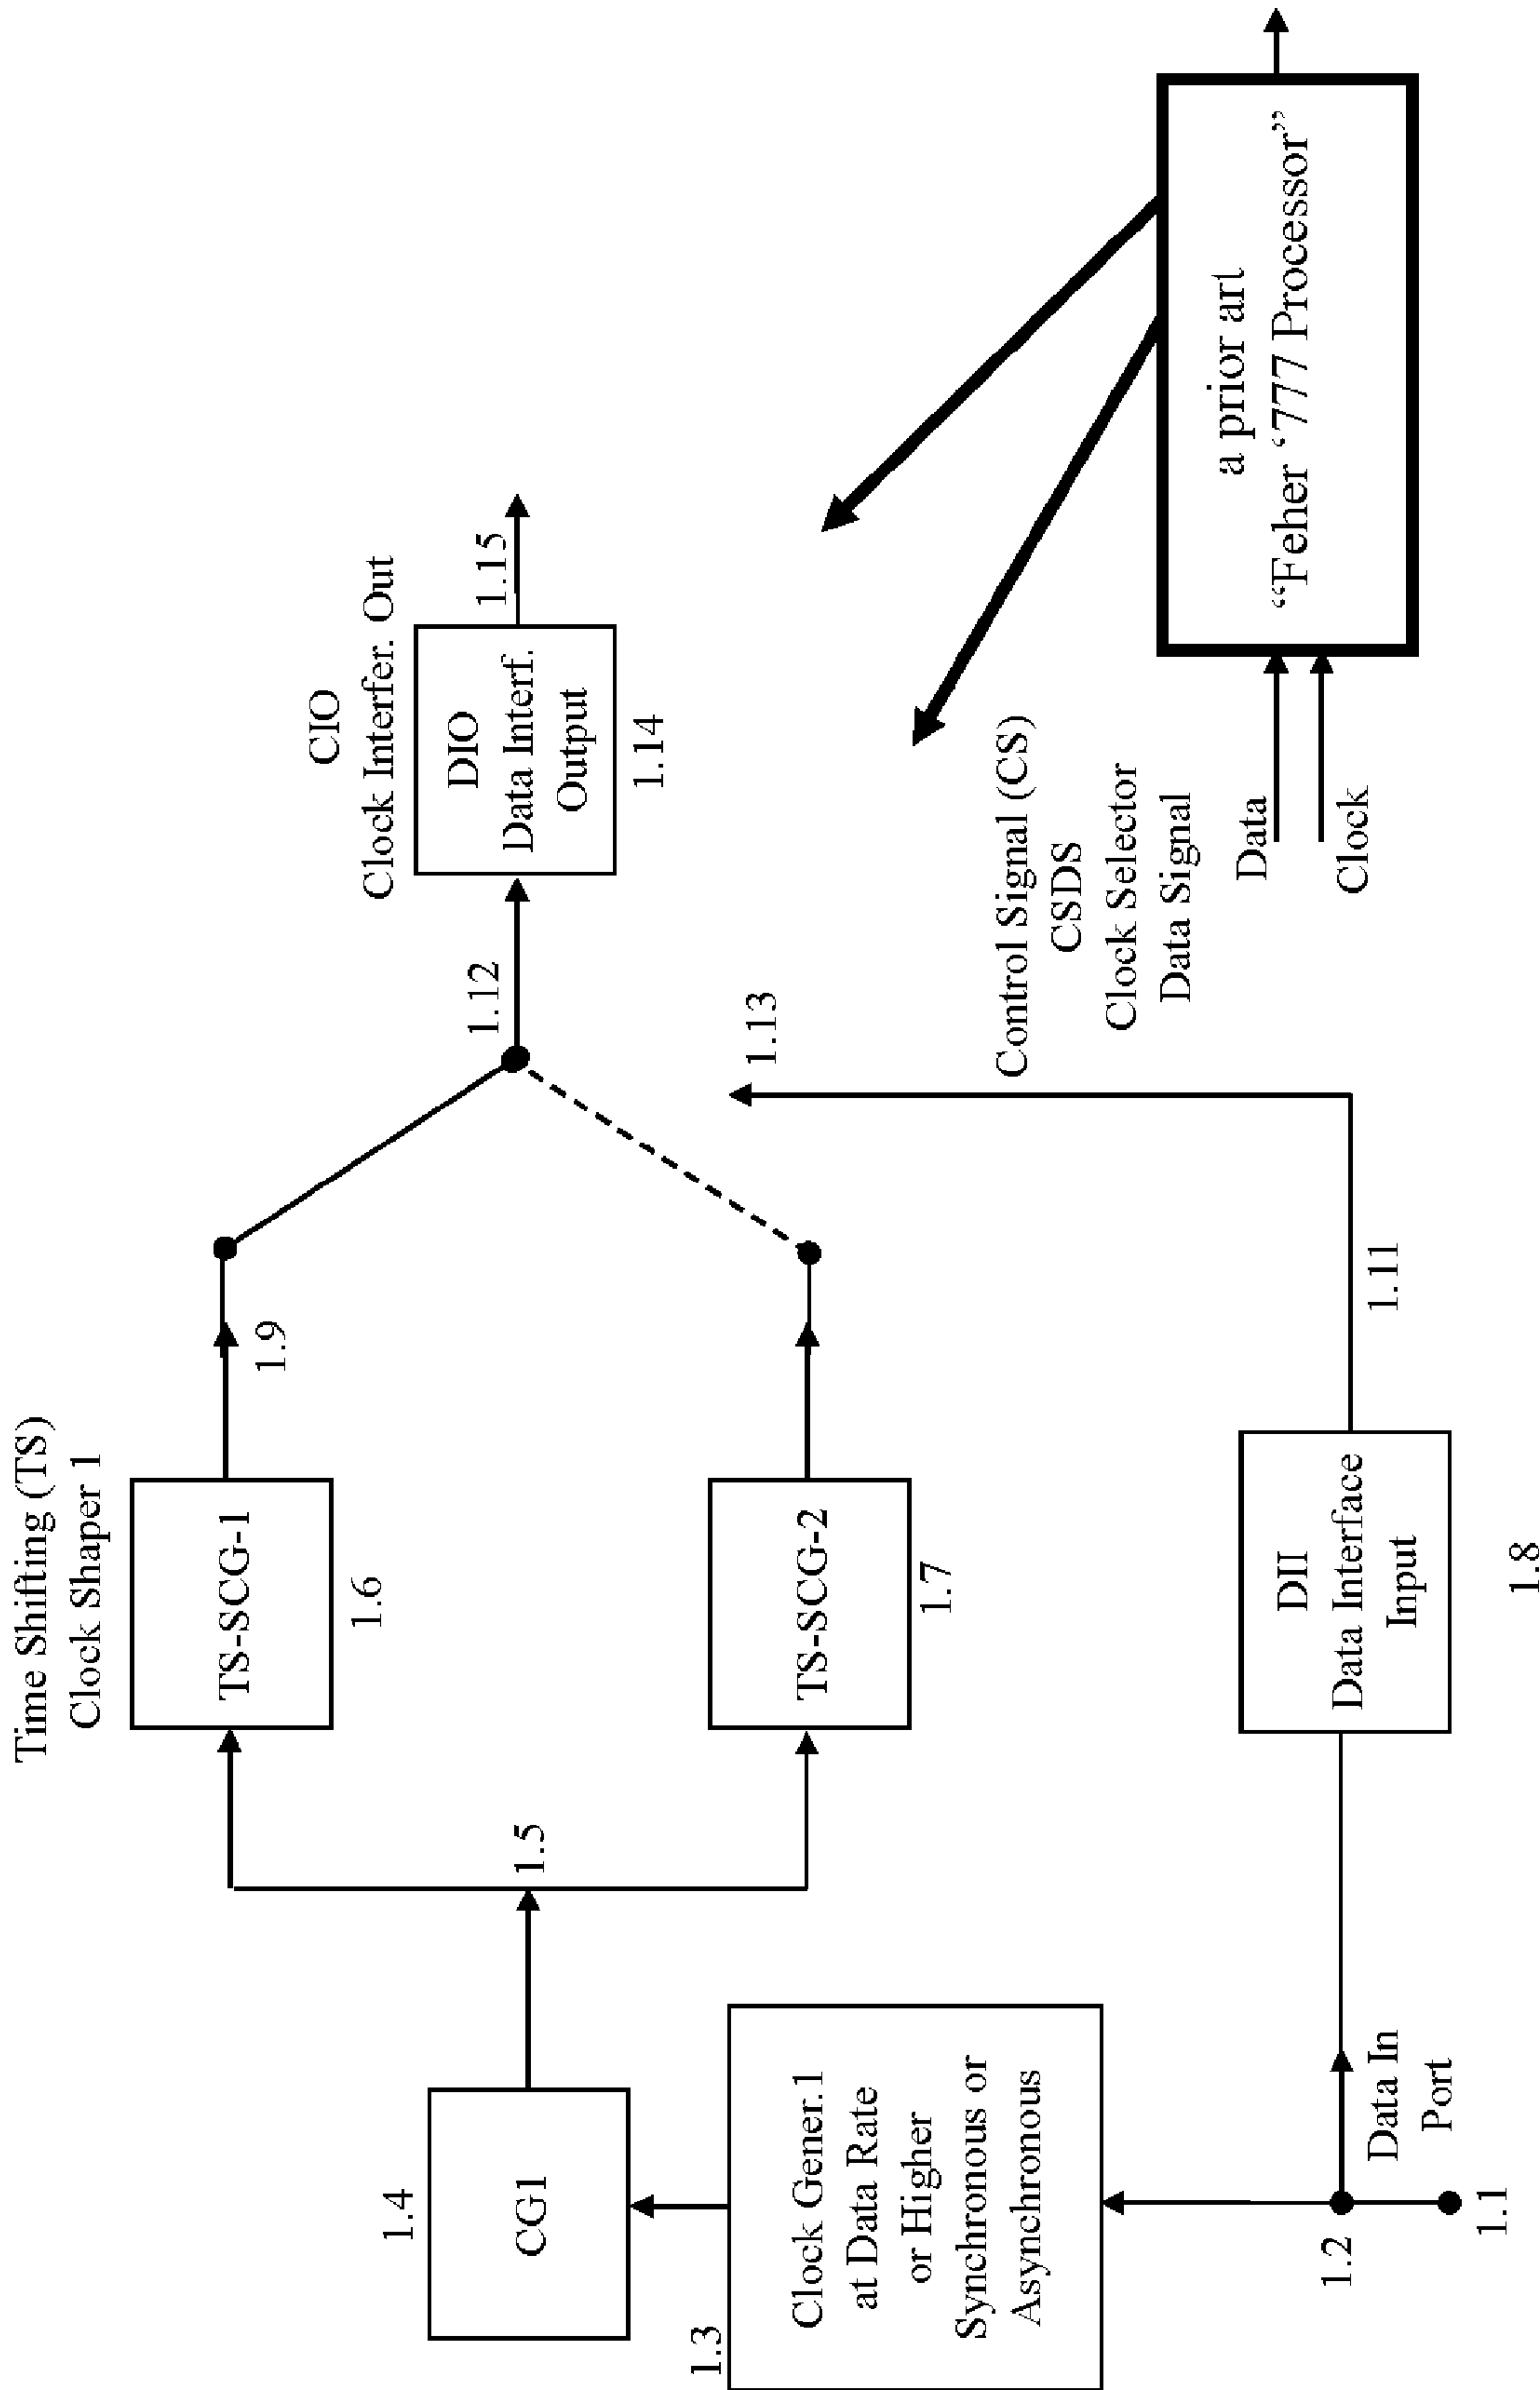 Time Shifting (TS)
Clock Shaper 1
TS-SCG-1
1.6
1.9
CIO
Clock Interfer. Out
DIO
Data Interf.
Output
1.14
1.15
1.12
1.4
CG1
1.5
TS-SCG-2
1.7
1.13
1.3
Clock Gener.1
at Data Rate
or Higher
Synchronous or
Asynchronous
Control Signal (CS)
CSDS
Clock Selector
Data Signal
Data
Clock
a prior art
“Feher ‘777 Processor”
1.2
Data In
Port
1.1
DII
Data Interface
Input
1.8
1.11